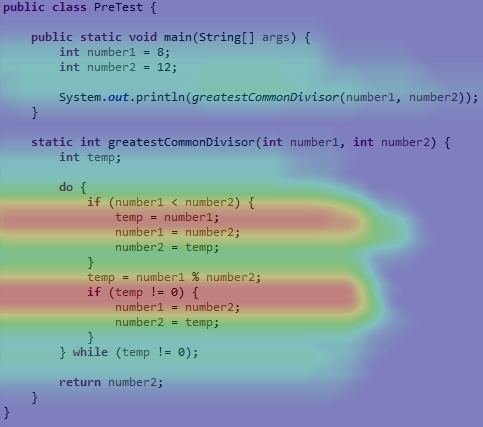 public class PreTest {
public static void main(String[] args) {
int number1 = 8;
int number2 = 12;
System.out.println(greatestCommonDivisor(number1, number2));
}
static int greatestCommonDivisor(int number1, int number2) {
int temp;
do {
if (number1 < number2) {
temp = number1;
number1 = number2;
number2 = temp;
}
temp = number1 % number2;
if (temp != 0) {
number1 = number2;
number2 = temp;
}
} while (temp != 0);
return number2;
}
}